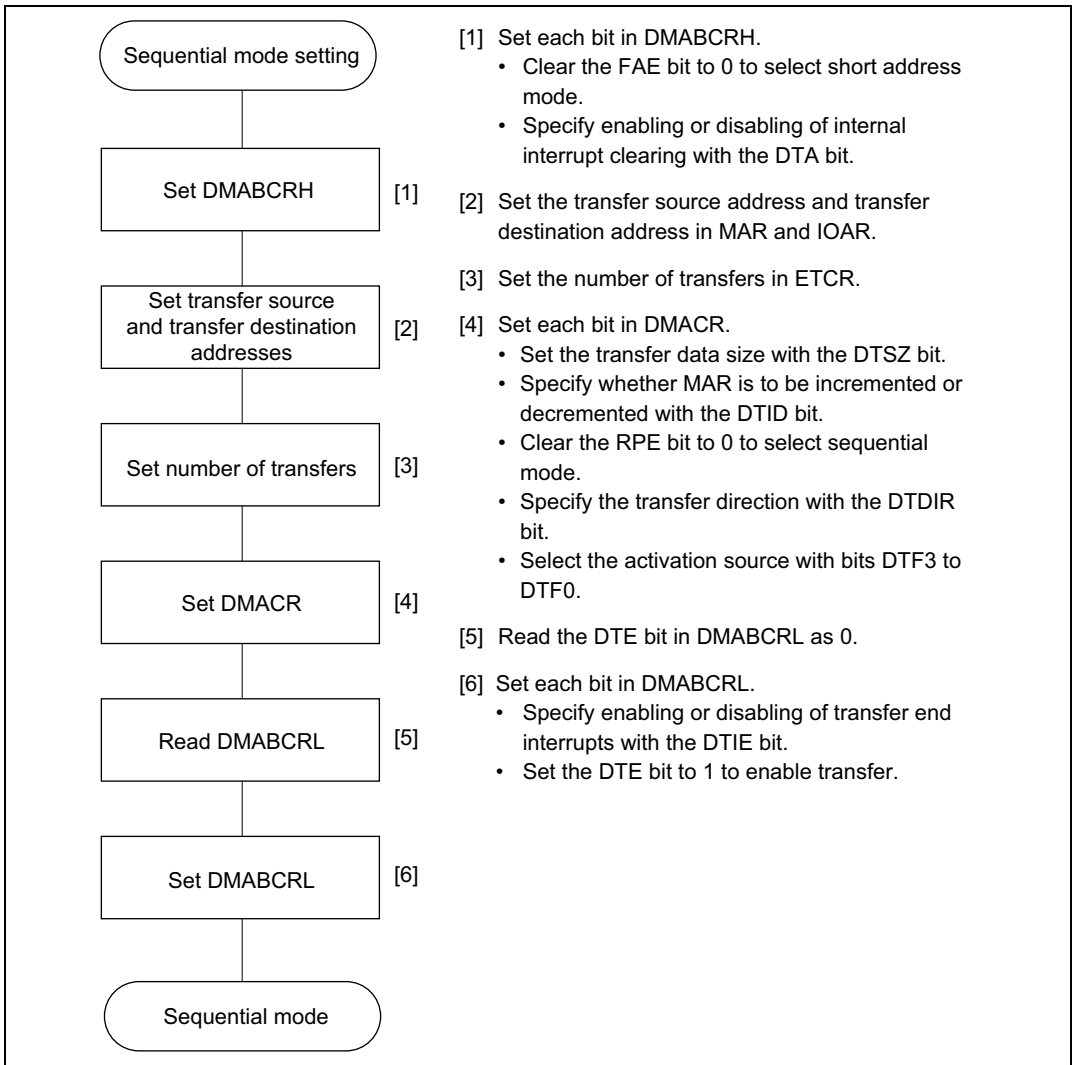 Sequential mode setting
Set DMABCRH
[1]
Set transfer source
and transfer destination
addresses
[2]
Set number of transfers
[3]
Set DMACR
[4]
Read DMABCRL
[5]
Set DMABCRL
[6]
Sequential mode
[1] Set each bit in DMABCRH.
• Clear the FAE bit to 0 to select short address
mode.
• Specify enabling or disabling of internal
interrupt clearing with the DTA bit.
[2] Set the transfer source address and transfer
destination address in MAR and IOAR.
[3] Set the number of transfers in ETCR.
[4] Set each bit in DMACR.
• Set the transfer data size with the DTSZ bit.
• Specify whether MAR is to be incremented or
decremented with the DTID bit.
• Clear the RPE bit to 0 to select sequential
mode.
• Specify the transfer direction with the DTDIR
bit.
• Select the activation source with bits DTF3 to
DTF0.
[5] Read the DTE bit in DMABCRL as 0.
[6] Set each bit in DMABCRL.
• Specify enabling or disabling of transfer end
interrupts with the DTIE bit.
• Set the DTE bit to 1 to enable transfer.